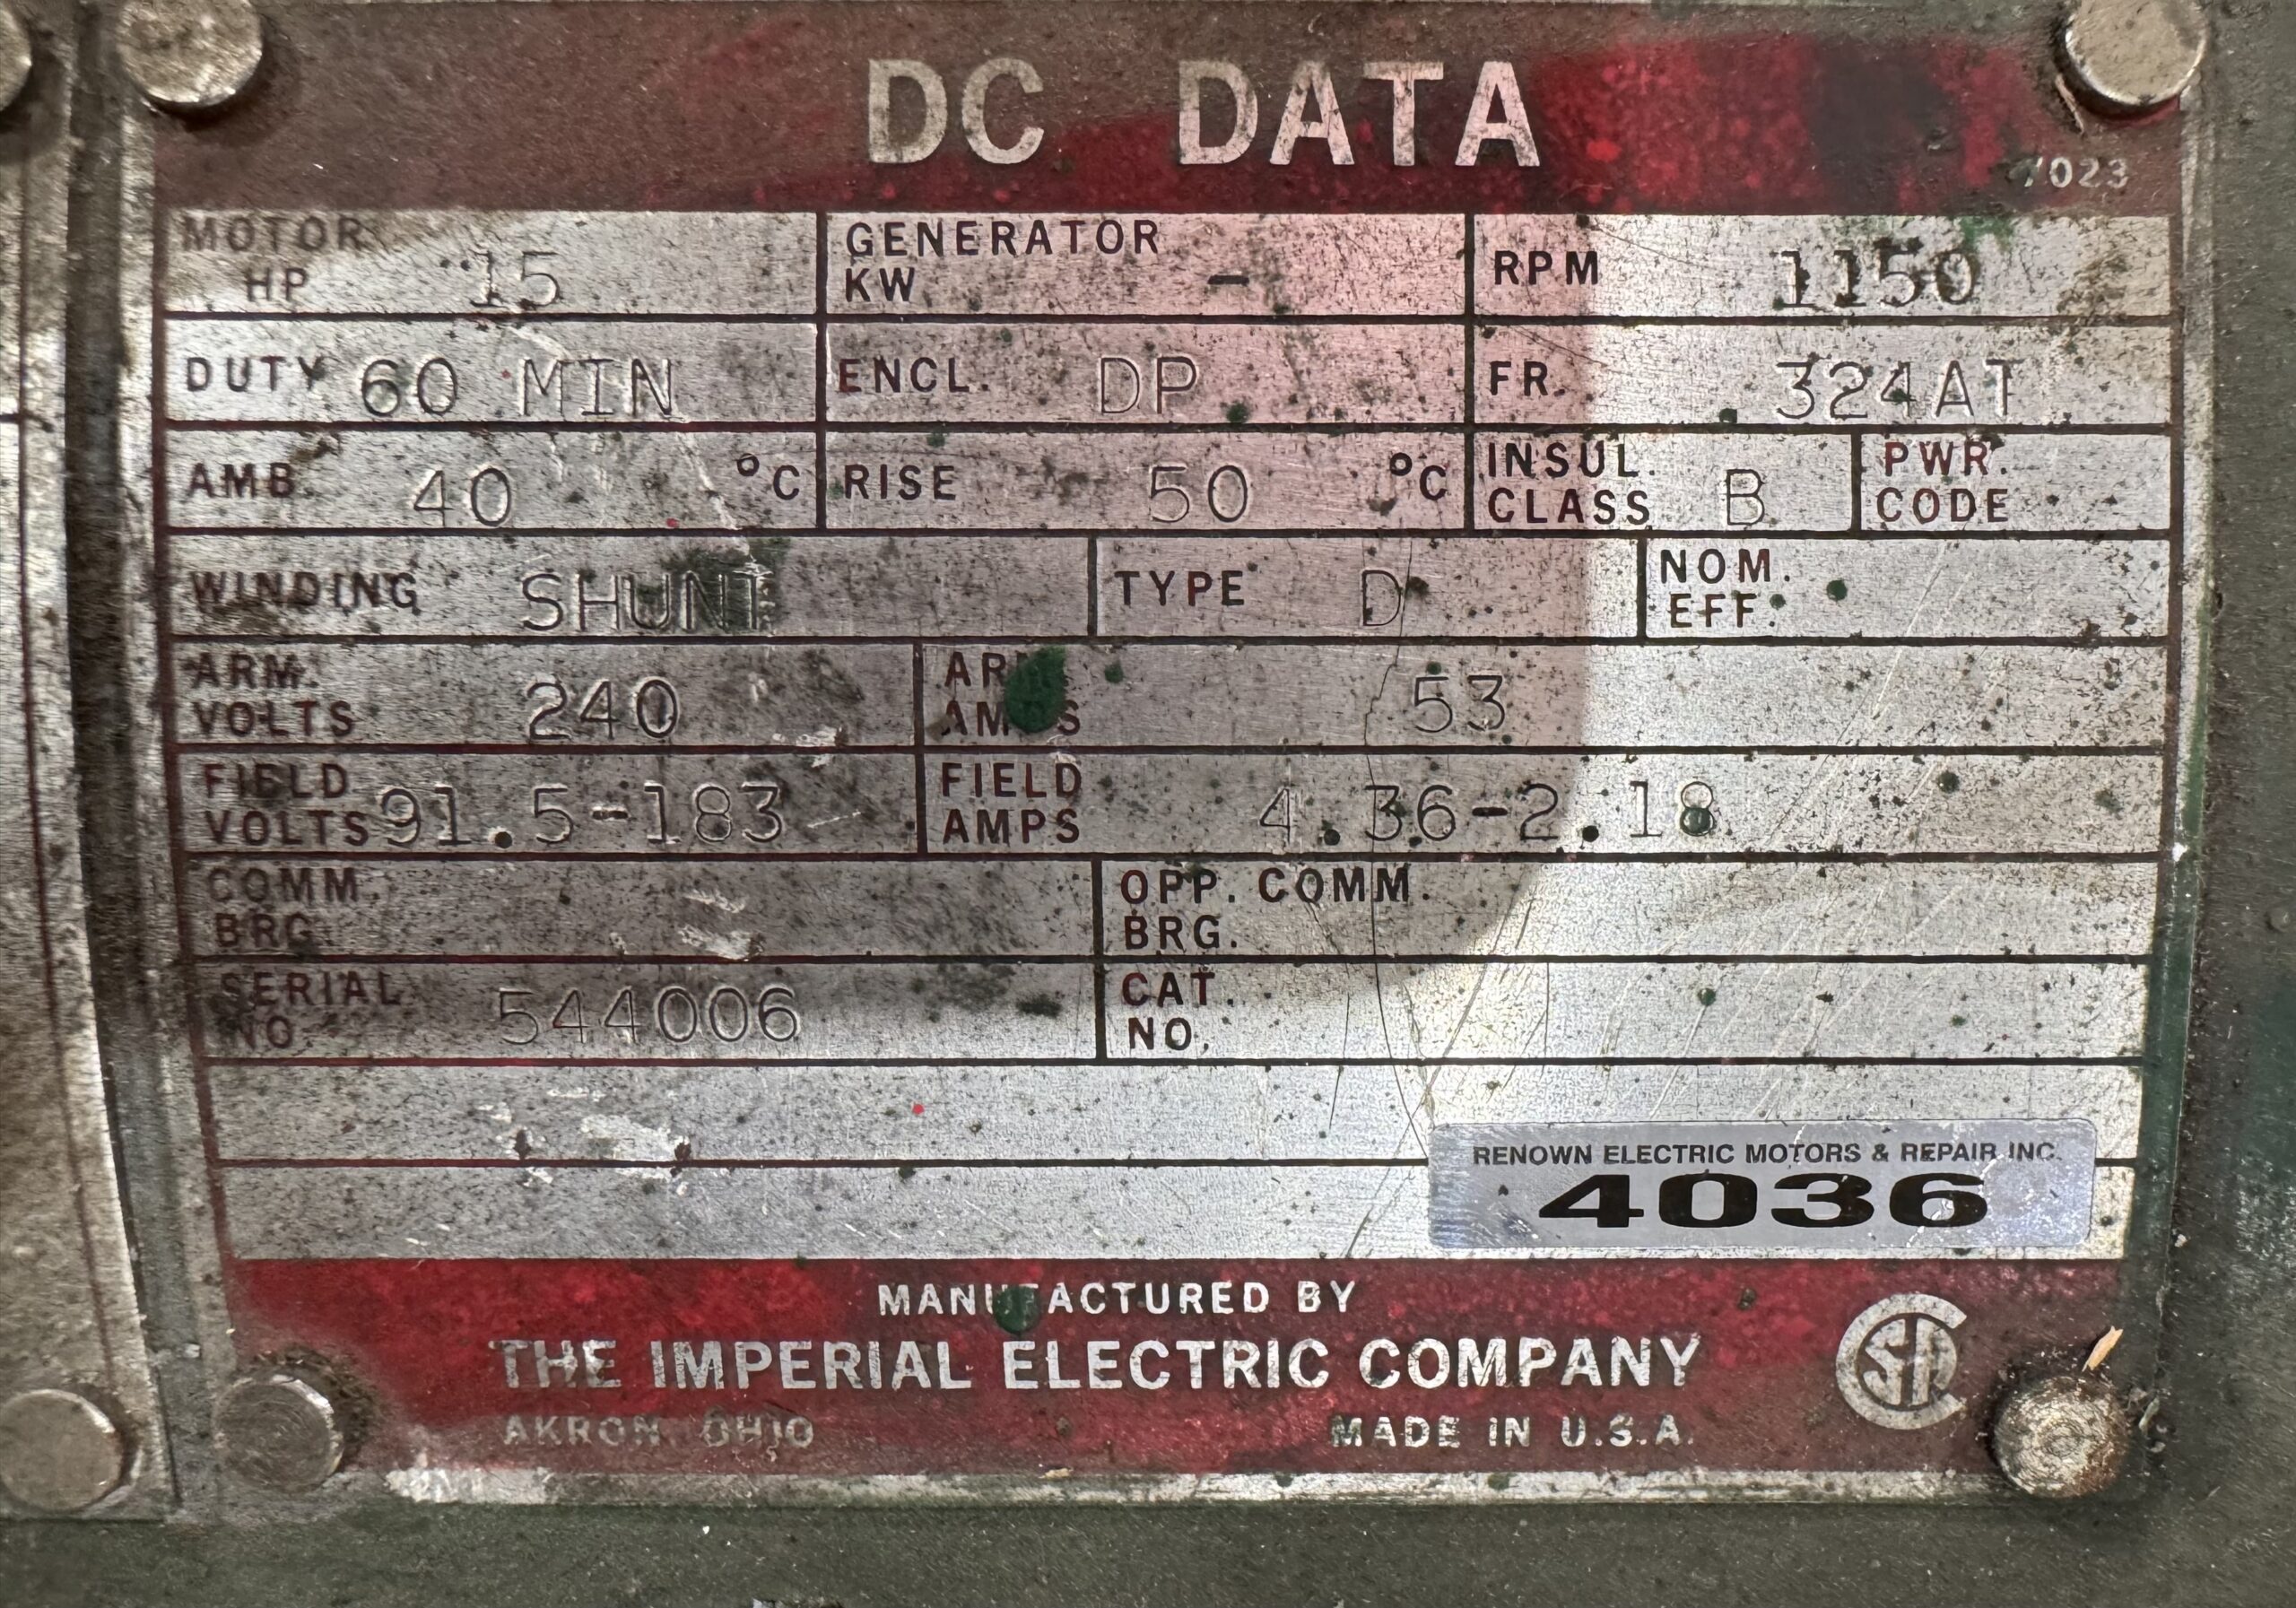 DC DATA
7023
MOTOR HP 15 GENERATOR KW - RPM 1150
DUTY 60 MIN ENCL. DP FR. 324AT
AMB. 40 °C RISE 50 °C INSUL. CLASS B PWR. CODE
WINDING SHUNT TYPE D NOM. EFF.
ARM. VOLTS 240 ARM. AMPS 53
FIELD VOLTS 91.5-183 FIELD AMPS 4.36-2.18
COMM. BRG. OPP. COMM. BRG.
SERIAL NO. 544006 CAT. NO.
RENOWN ELECTRIC MOTORS & REPAIR INC.
4036
MANUFACTURED BY
THE IMPERIAL ELECTRIC COMPANY
AKRON, OHIO MADE IN U.S.A.
CSA